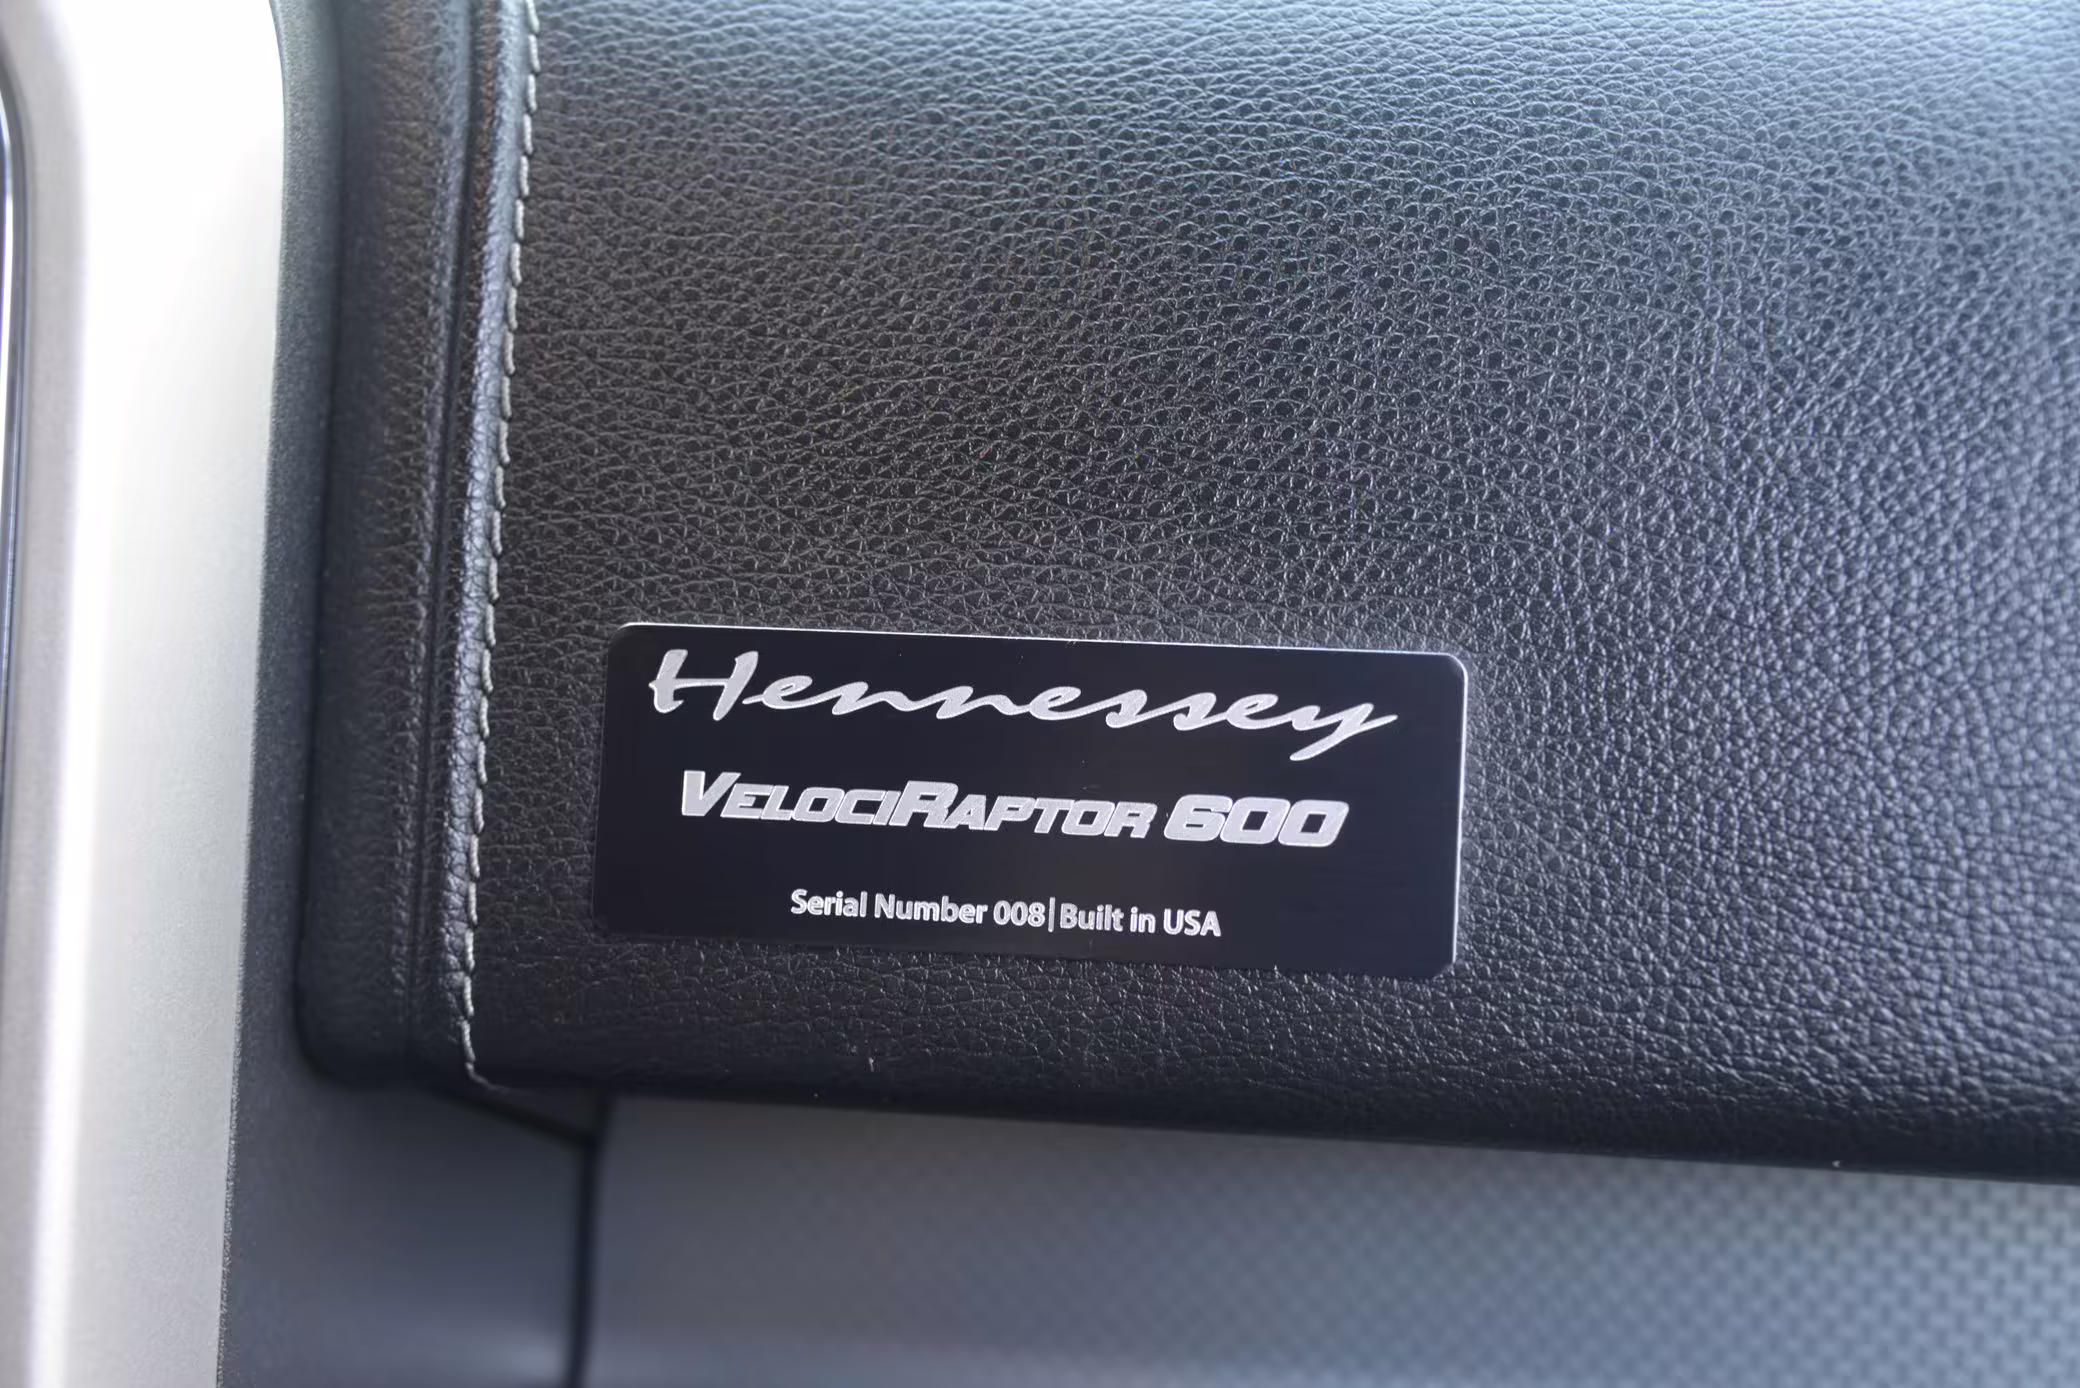 Hennessey
VELOCIRAPTOR 600
Serial Number 008|Built in USA